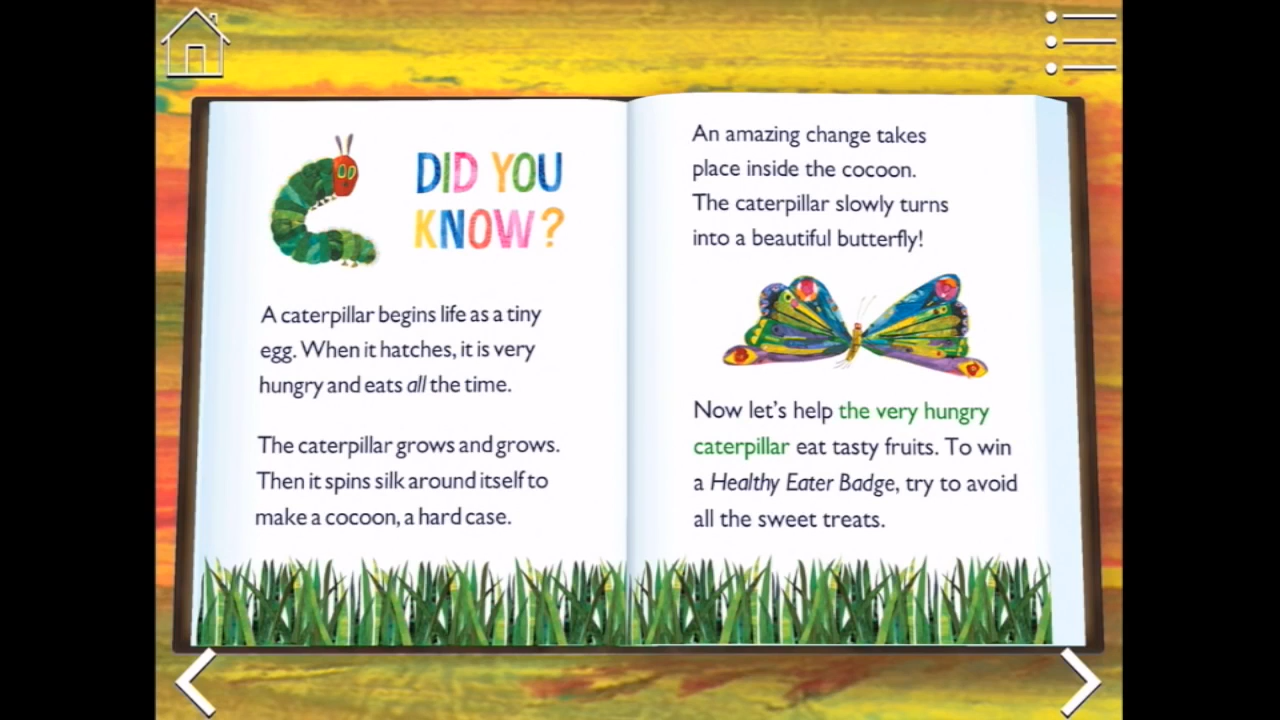 DID YOU
KNOW?
A caterpillar begins life as a tiny
egg. When it hatches, it is very
hungry and eats all the time.
The caterpillar grows and grows.
Then it spins silk around itself to
make a cocoon, a hard case.
An amazing change takes
place inside the cocoon.
The caterpillar slowly turns
into a beautiful butterfly!
Now let's help the very hungry
caterpillar eat tasty fruits. To win
a Healthy Eater Badge, try to avoid
all the sweet treats.